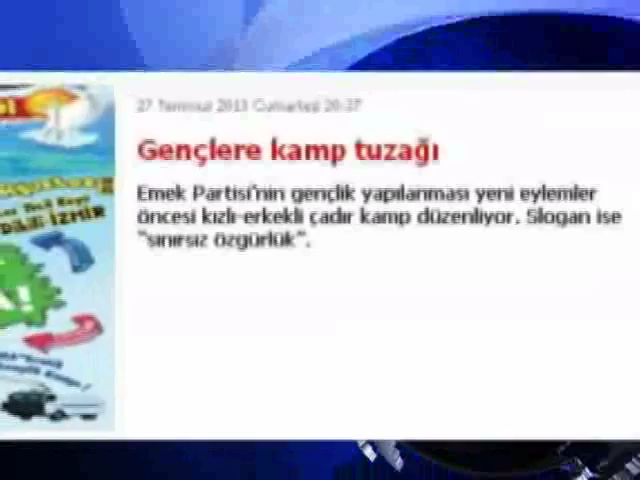 27 Temmuz 2013 Cumartesi 20:37
Gençlere kamp tuzağı
Emek Partisi'nin gençlik yapılanması yeni eylemler
öncesi kızlı-erkekli çadır kamp düzenliyor. Slogan ise
"sınırsız özgürlük".
İZMİR